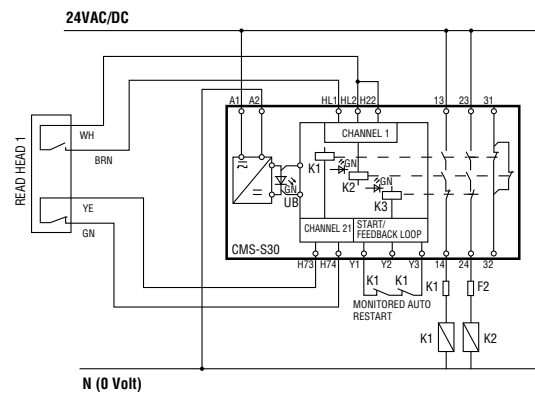 24VAC/DC
A1 A2 HL1 HL2 H22 13 23 31
READ HEAD 1
WH
BRN
YE
GN
CHANNEL 1
K1
GN
K2
GN
K3
GN
UB
CHANNEL 21
START/
FEEDBACK LOOP
CMS-S30
H73 H74 Y1 Y2 Y3 14 24 32
K1 K1
MONITORED AUTO
RESTART
K1 F2
K1 K2
N (0 Volt)